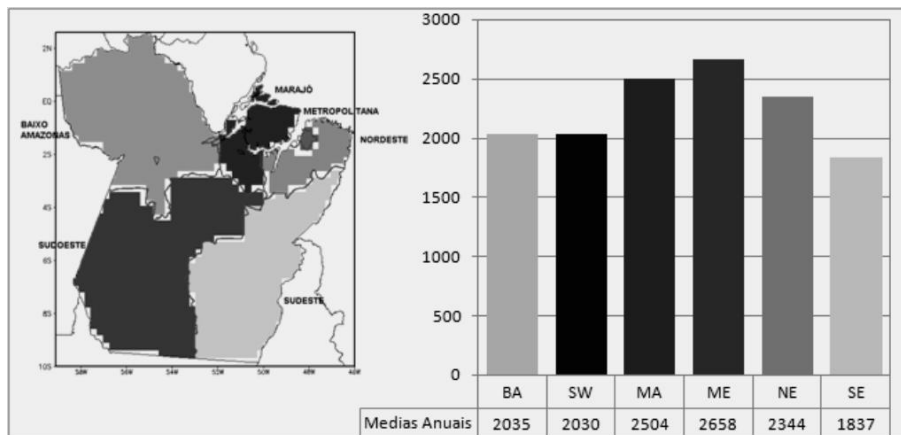 2N
EQ
2S
4S
6S
8S
10S
58W
56W
54W
52W
50W
48W
46W
MARAJÓ
METROPOLITANA
BAIXO
AMAZONAS
NORDESTE
SUDOESTE
SUDESTE
3000
2500
2000
1500
1000
500
0
BA SW MA ME NE SE
Medias Anuais 2035 2030 2504 2658 2344 1837